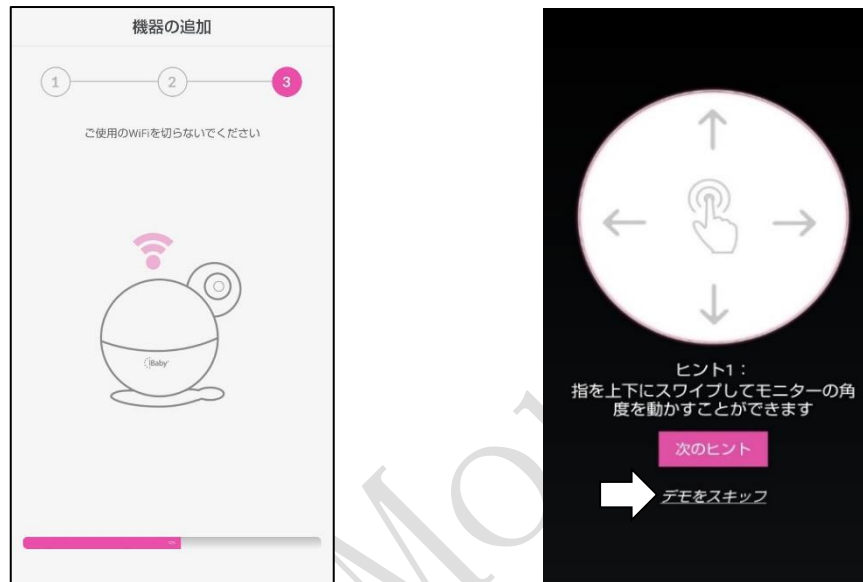 機器の追加
1
2
3
ご使用のWiFiを切らないでください
iBaby
ヒント1：
指を上下にスワイプしてモニターの角
度を動かすことができます
次のヒント
デモをスキップ